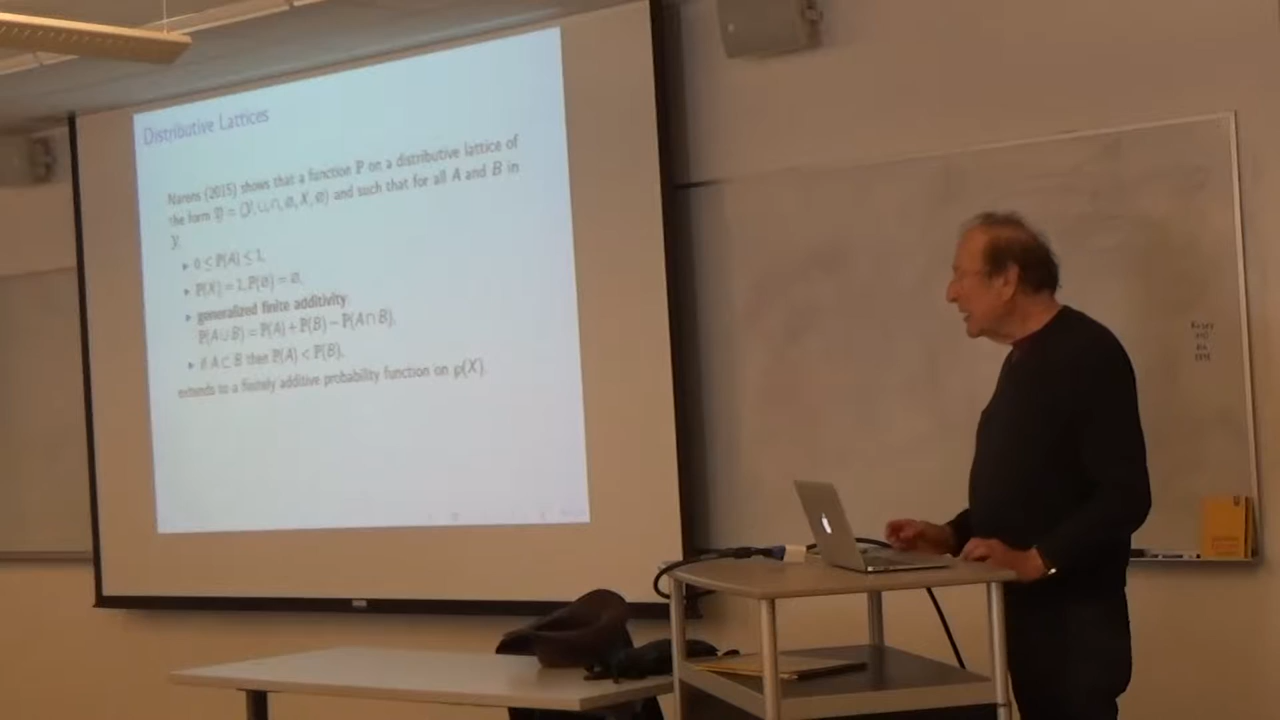 Distributive Lattices
Narens (2015) shows that a function ℙ on a distributive lattice of
the form 𝔜 = (𝒴, ∪, ∩, ⊆, X, ∅) and such that for all A and B in
𝒴,
▸ 0 ≤ ℙ(A) ≤ 1,
▸ ℙ(X) = 1, ℙ(∅) = ∅,
▸ generalized finite additivity
ℙ(A ∪ B) = ℙ(A) + ℙ(B) − ℙ(A ∩ B),
▸ if A ⊂ B then ℙ(A) < ℙ(B),
extends to a finitely additive probability function on ℘(X).